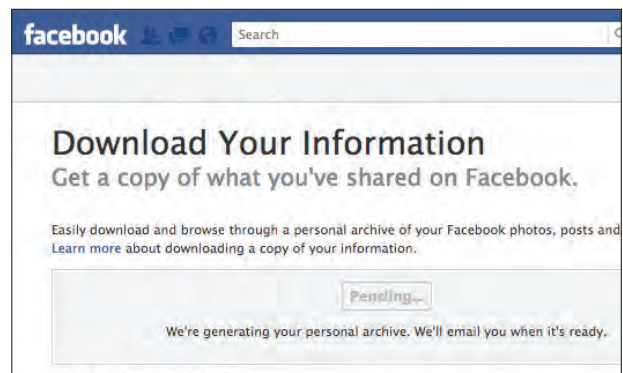 facebook Search
Download Your Information
Get a copy of what you've shared on Facebook.
Easily download and browse through a personal archive of your Facebook photos, posts and
Learn more about downloading a copy of your information.
Pending...
We're generating your personal archive. We'll email you when it's ready.